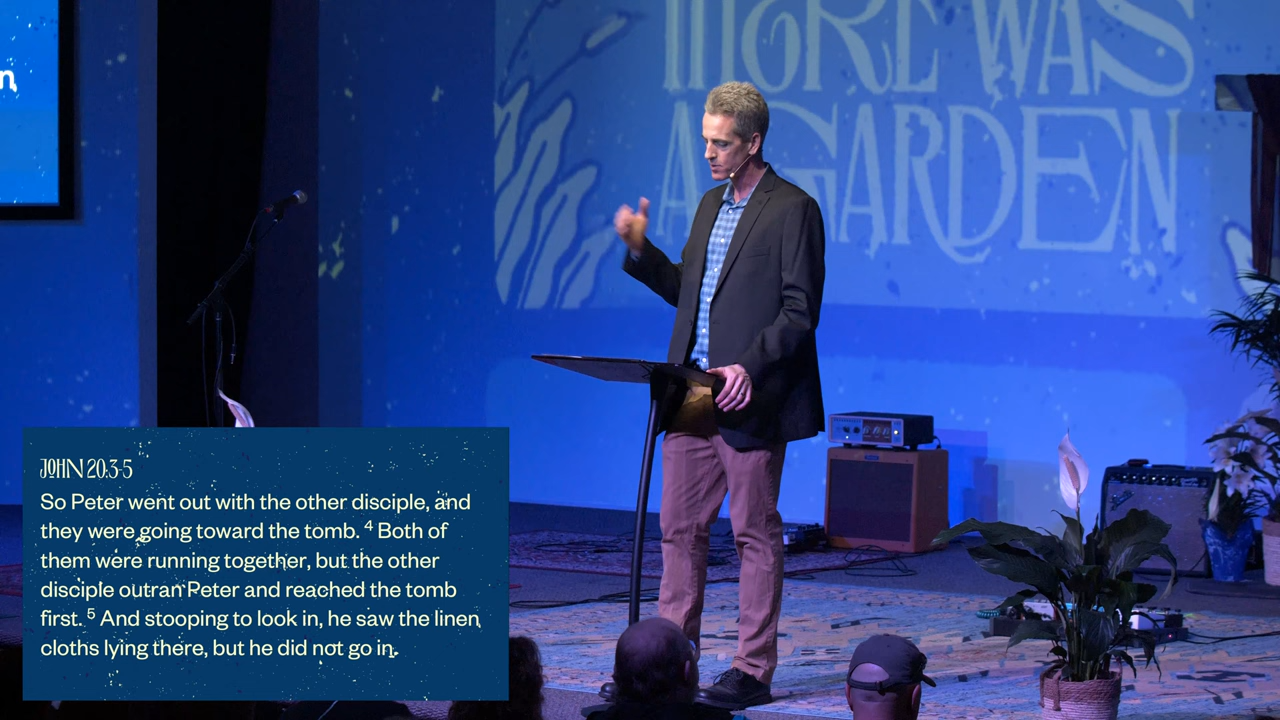 n
THERE WAS
A GARDEN
JOHN 20:3-5
So Peter went out with the other disciple, and
they were going toward the tomb. 4 Both of
them were running together, but the other
disciple outran Peter and reached the tomb
first. 5 And stooping to look in, he saw the linen
cloths lying there, but he did not go in.